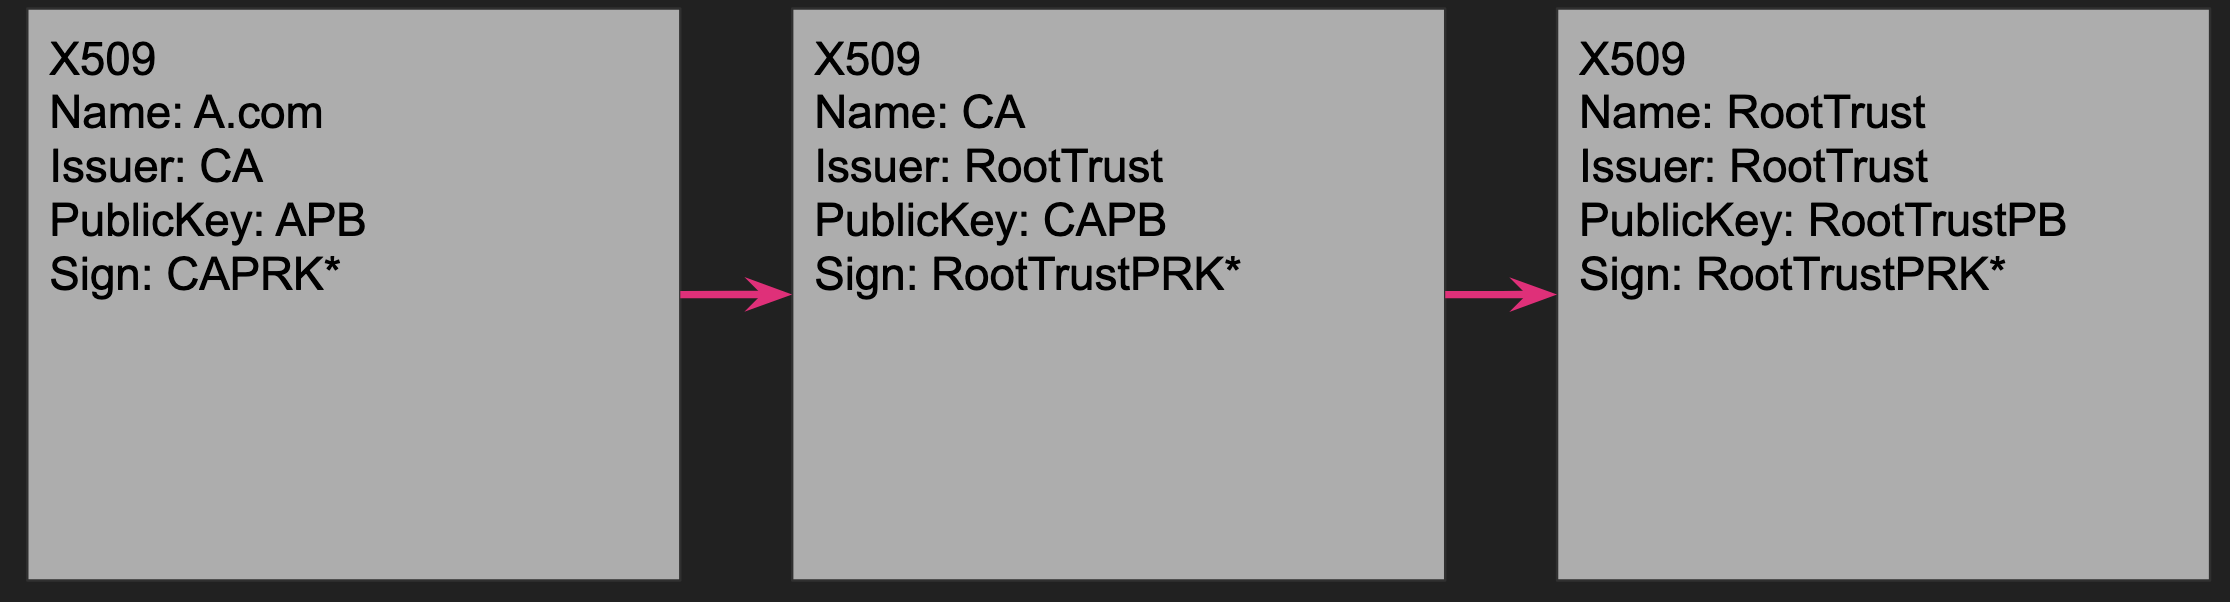 X509
Name: A.com
Issuer: CA
PublicKey: APB
Sign: CAPRK*
X509
Name: CA
Issuer: RootTrust
PublicKey: CAPB
Sign: RootTrustPRK*
X509
Name: RootTrust
Issuer: RootTrust
PublicKey: RootTrustPB
Sign: RootTrustPRK*